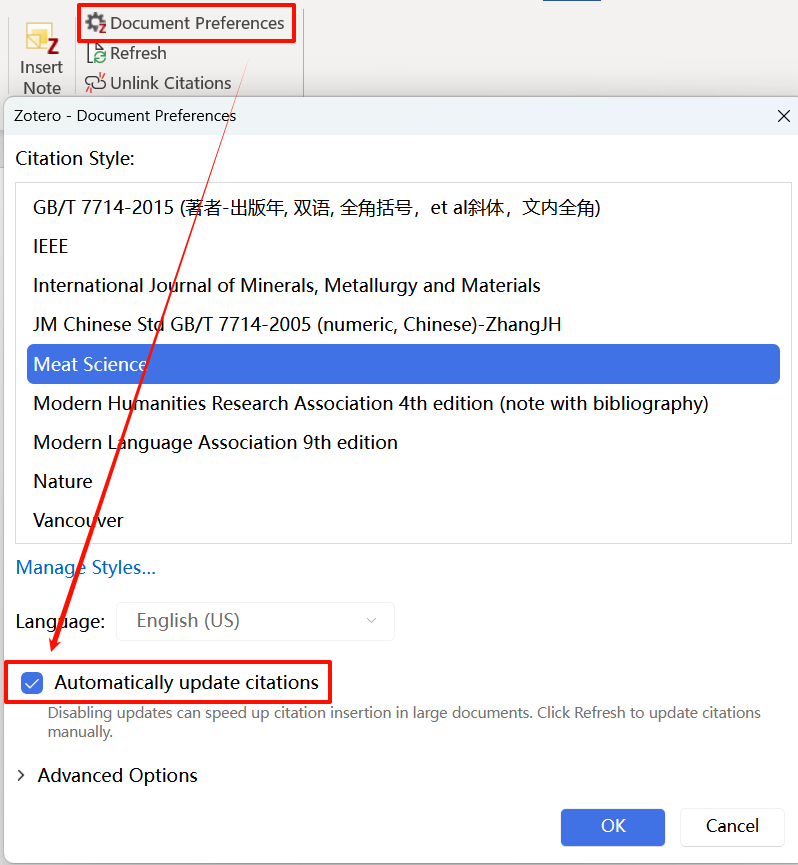 Document Preferences
Insert
Note
Refresh
Unlink Citations
Zotero - Document Preferences
Citation Style:
GB/T 7714-2015 (著者-出版年, 双语, 全角括号，et al斜体，文内全角)
IEEE
International Journal of Minerals, Metallurgy and Materials
JM Chinese Std GB/T 7714-2005 (numeric, Chinese)-ZhangJH
Meat Science
Modern Humanities Research Association 4th edition (note with bibliography)
Modern Language Association 9th edition
Nature
Vancouver
Manage Styles...
Language: English (US)
Automatically update citations
Disabling updates can speed up citation insertion in large documents. Click Refresh to update citations
manually.
Advanced Options
OK Cancel